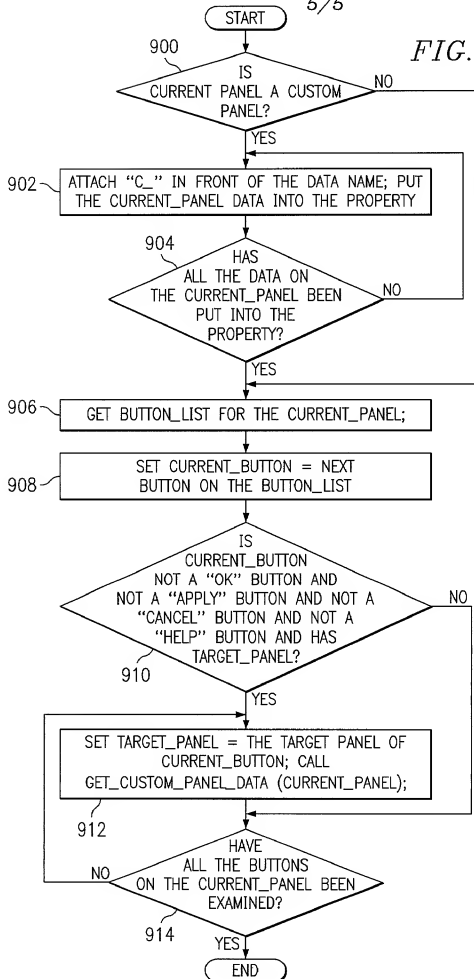 5/5
START
FIG.
900
IS
CURRENT PANEL A CUSTOM
PANEL?
NO
YES
902
ATTACH “C_” IN FRONT OF THE DATA NAME; PUT
THE CURRENT_PANEL DATA INTO THE PROPERTY
904
HAS
ALL THE DATA ON
THE CURRENT_PANEL BEEN
PUT INTO THE
PROPERTY?
NO
YES
906
GET BUTTON_LIST FOR THE CURRENT_PANEL;
908
SET CURRENT_BUTTON = NEXT
BUTTON ON THE BUTTON_LIST
IS
CURRENT_BUTTON
NOT A “OK” BUTTON AND
NOT A “APPLY” BUTTON AND NOT A
“CANCEL” BUTTON AND NOT A
“HELP” BUTTON AND HAS
TARGET_PANEL?
NO
910
YES
SET TARGET_PANEL = THE TARGET PANEL OF
CURRENT_BUTTON; CALL
GET_CUSTOM_PANEL_DATA (CURRENT_PANEL);
912
HAVE
ALL THE BUTTONS
ON THE CURRENT_PANEL BEEN
EXAMINED?
NO
914
YES
END